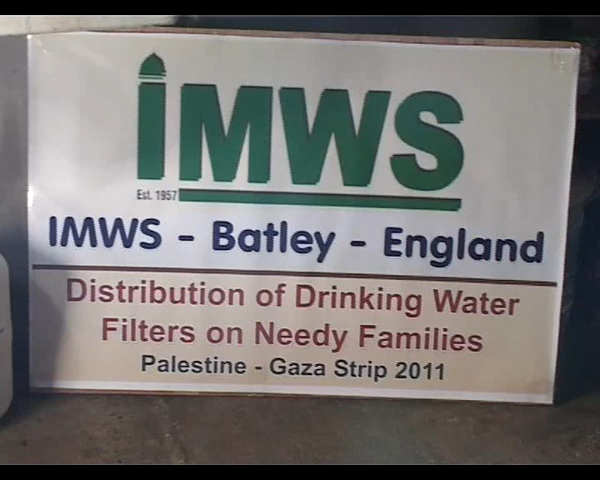 IMWS
Est. 1957
IMWS - Batley - England
Distribution of Drinking Water
Filters on Needy Families
Palestine - Gaza Strip 2011